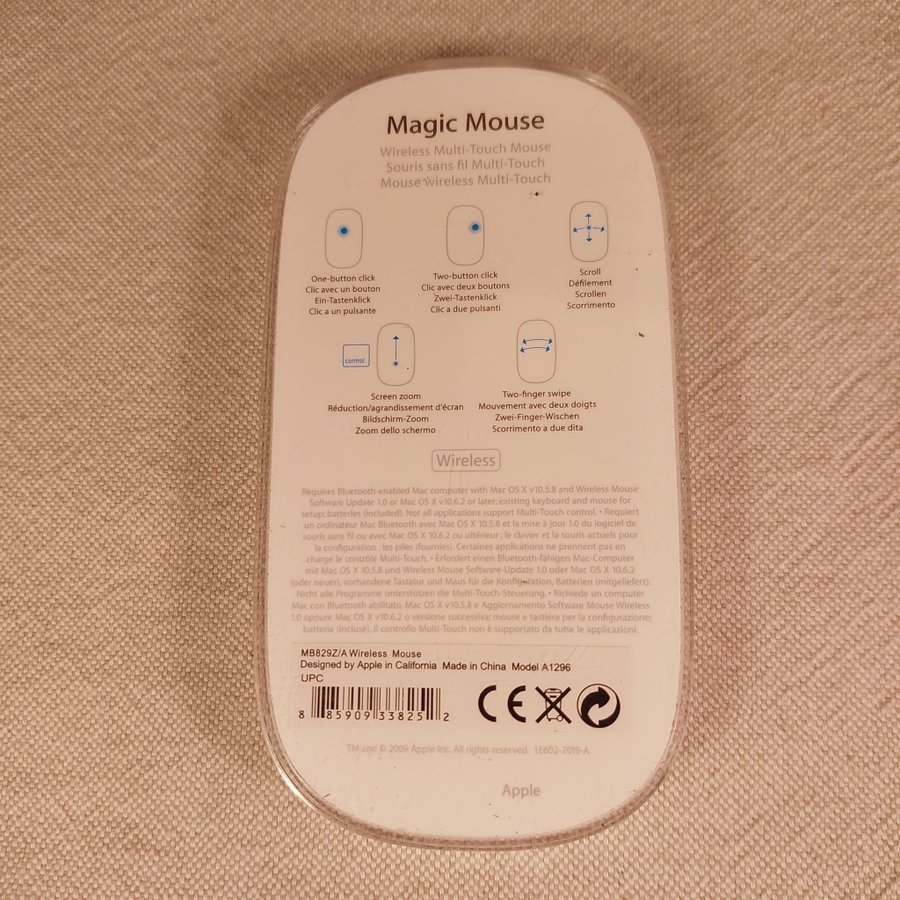 Magic Mouse
Wireless Multi-Touch Mouse
Souris sans fil Multi-Touch
Mouse wireless Multi-Touch
One-button click
Clic avec un bouton
Ein-Tastenklick
Clic a un pulsante
Two-button click
Clic avec deux boutons
Zwei-Tastenklick
Clic a due pulsanti
Scroll
Défilement
Scrollen
Scorrimento
control
Screen zoom
Réduction/agrandissement d'écran
Bildschirm-Zoom
Zoom dello schermo
Two-finger swipe
Mouvement avec deux doigts
Zwei-Finger-Wischen
Scorrimento a due dita
Wireless
Requires Bluetooth-enabled Mac computer with Mac OS X v10.5.8 and Wireless Mouse
Software Update 1.0 or Mac OS X v10.6.2 or later; existing keyboard and mouse for
setup; batteries (included). Not all applications support Multi-Touch control. • Requiert
un ordinateur Mac Bluetooth avec Mac OS X 10.5.8 et la mise à jour 1.0 du logiciel de
souris sans fil ou avec Mac OS X 10.6.2 ou ultérieur ; le clavier et la souris actuels pour
la configuration ; les piles (fournies). Certaines applications ne prennent pas en
charge le contrôle Multi-Touch. • Erfordert einen Bluetooth-fähigen Mac-Computer
mit Mac OS X 10.5.8 und Wireless Mouse Software-Update 1.0 oder Mac OS X 10.6.2
(oder neuer), vorhandene Tastatur und Maus für die Konfiguration, Batterien (mitgeliefert).
Nicht alle Programme unterstützen die Multi-Touch-Steuerung. • Richiede un computer
Mac con Bluetooth abilitato, Mac OS X v10.5.8 e Aggiornamento Software Mouse Wireless
1.0 oppure Mac OS X v10.6.2 o versione successiva; mouse e tastiera per la configurazione;
batterie (incluse). Il controllo Multi-Touch non è supportato da tutte le applicazioni.
MB829Z/A Wireless Mouse
Designed by Apple in California Made in China Model A1296
UPC
8 85909 33825 2
TM and © 2009 Apple Inc. All rights reserved. 1E602-7019-A
Apple